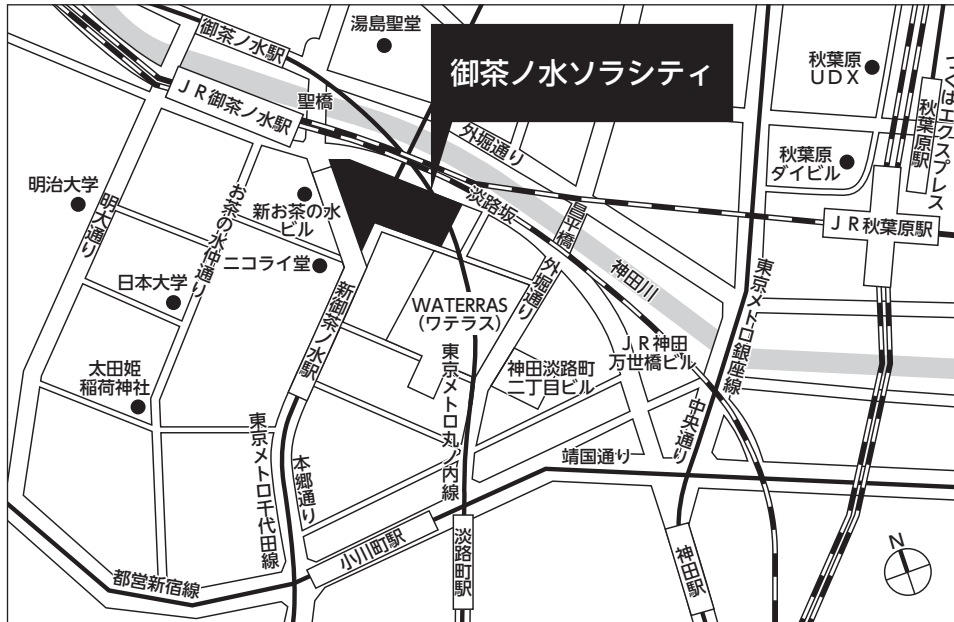 御茶ノ水駅
湯島聖堂
御茶ノ水ソラシティ
秋葉原
UDX
つくばエクスプレス
秋葉原駅
JR御茶ノ水駅
聖橋
外堀通り
秋葉原
ダイビル
明治大学
明大通り
お茶の水仲通り
新お茶の水
ビル
淡路坂
昌平橋
JR秋葉原駅
ニコライ堂
日本大学
新御茶ノ水駅
WATERRAS
（ワテラス）
外堀通り
神田川
東京メトロ銀座線
太田姫
稲荷神社
東京メトロ丸ノ内線
神田淡路町
二丁目ビル
JR神田
万世橋ビル
中央通り
東京メトロ千代田線
本郷通り
靖国通り
小川町駅
淡路町駅
神田駅
都営新宿線
N